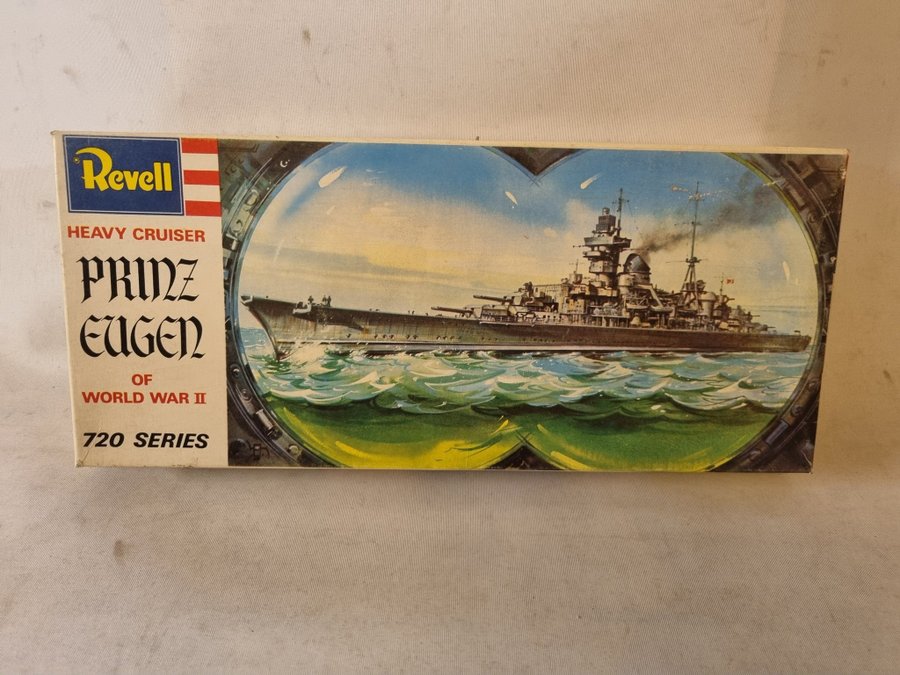 Revell
HEAVY CRUISER
PRINZ
EUGEN
OF
WORLD WAR II
720 SERIES